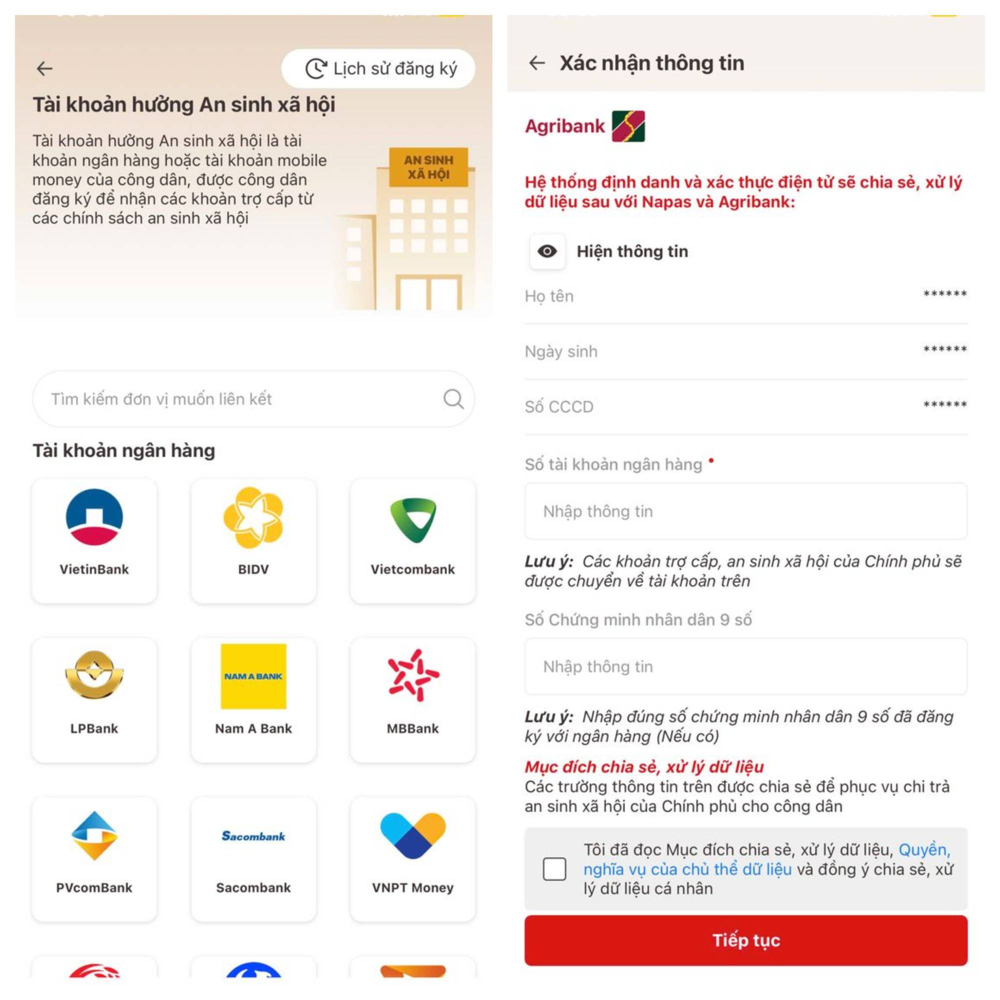 Lịch sử đăng ký
Tài khoản hưởng An sinh xã hội
Tài khoản hưởng An sinh xã hội là tài
khoản ngân hàng hoặc tài khoản mobile
money của công dân, được công dân
đăng ký để nhận các khoản trợ cấp từ
các chính sách an sinh xã hội
AN SINH
XÃ HỘI
Tìm kiếm đơn vị muốn liên kết
Tài khoản ngân hàng
VietinBank
BIDV
Vietcombank
NAM A BANK
LPBank
Nam A Bank
MBBank
Sacombank
PVcomBank
Sacombank
VNPT Money
Xác nhận thông tin
Agribank
Hệ thống định danh và xác thực điện tử sẽ chia sẻ, xử lý
dữ liệu sau với Napas và Agribank:
Hiện thông tin
Họ tên ******
Ngày sinh ******
Số CCCD ******
Số tài khoản ngân hàng •
Nhập thông tin
Lưu ý: Các khoản trợ cấp, an sinh xã hội của Chính phủ sẽ
được chuyển về tài khoản trên
Số Chứng minh nhân dân 9 số
Nhập thông tin
Lưu ý: Nhập đúng số chứng minh nhân dân 9 số đã đăng
ký với ngân hàng (Nếu có)
Mục đích chia sẻ, xử lý dữ liệu
Các trường thông tin trên được chia sẻ để phục vụ chi trả
an sinh xã hội của Chính phủ cho công dân
Tôi đã đọc Mục đích chia sẻ, xử lý dữ liệu, Quyền,
nghĩa vụ của chủ thể dữ liệu và đồng ý chia sẻ, xử
lý dữ liệu cá nhân
Tiếp tục